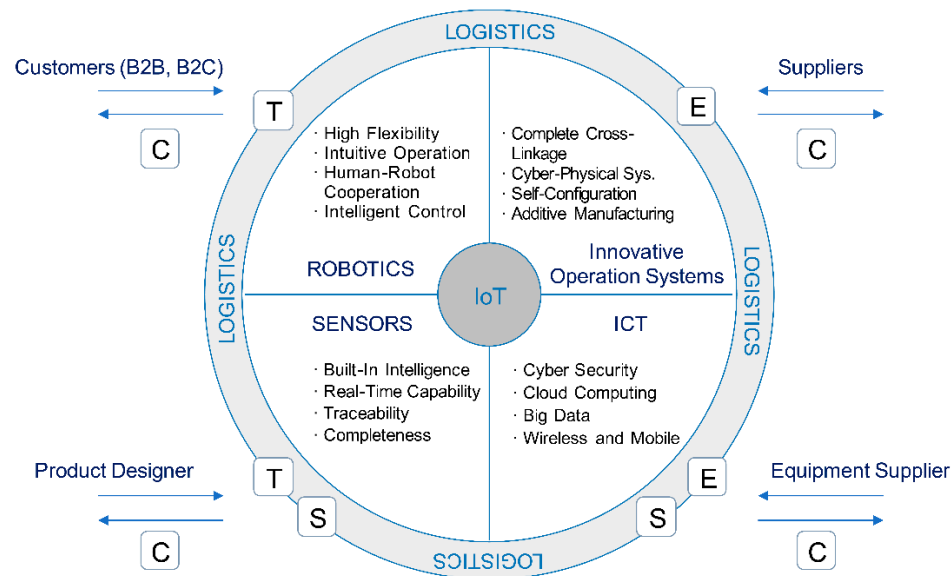 LOGISTICS
Customers (B2B, B2C)
Suppliers
T
E
C
C
· High Flexibility
· Intuitive Operation
· Human-Robot
Cooperation
· Intelligent Control
· Complete Cross-
Linkage
· Cyber-Physical Sys.
· Self-Configuration
· Additive Manufacturing
LOGISTICS
LOGISTICS
ROBOTICS
Innovative
Operation Systems
IoT
SENSORS
ICT
· Built-In Intelligence
· Real-Time Capability
· Traceability
· Completeness
· Cyber Security
· Cloud Computing
· Big Data
· Wireless and Mobile
Product Designer
Equipment Supplier
T
E
S
S
C
C
LOGISTICS